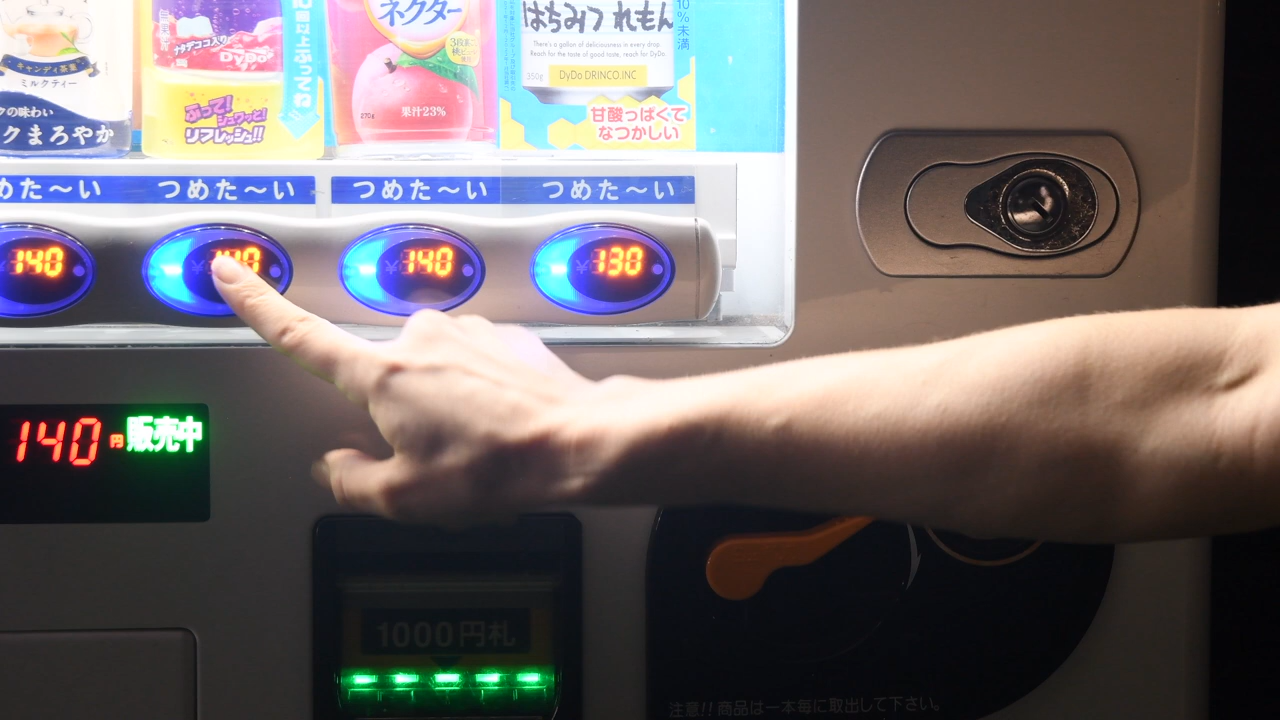 キャンディ茶葉
ミルクティー
クの味わい
クまろやか
ナタデココ入り
DyDo
回以上ふってね
ふって!
シュワッと!
リフレッシュ!!
ネクター
270g
果汁23%
はちみつ れもん
There's a gallon of deliciousness in every drop.
Reach for the taste of good taste, reach for DyDo.
350g
DyDo DRINCO.INC
甘酸っぱくて
なつかしい
10%未満
めた〜い
つめた〜い
つめた〜い
つめた〜い
140
¥140
¥130
140円 販売中
1000円札
注意!! 商品は一本毎に取出して下さい。